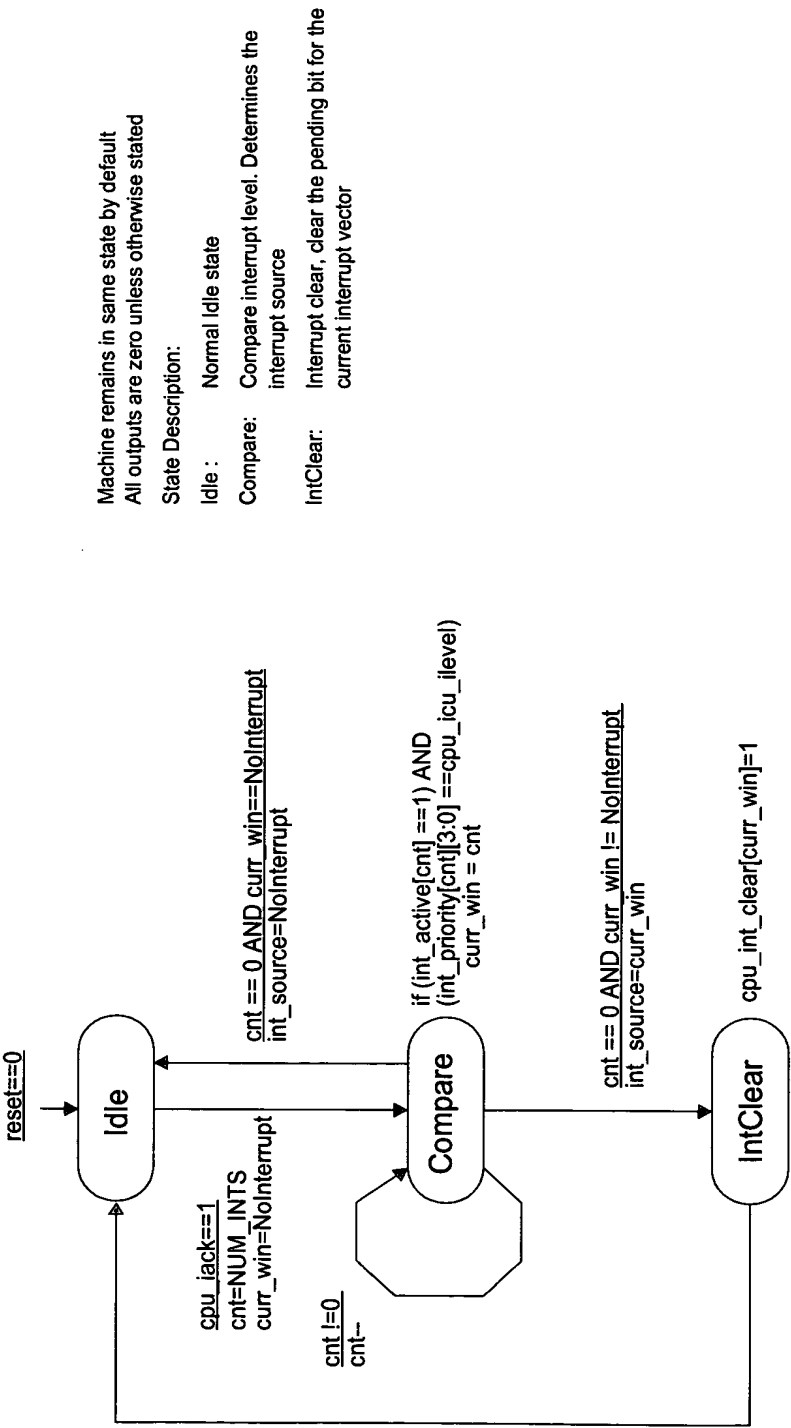 Machine remains in same state by default
All outputs are zero unless otherwise stated
State Description:
Idle : Normal Idle state
Compare: Compare interrupt level. Determines the
interrupt source
IntClear: Interrupt clear, clear the pending bit for the
current interrupt vector
reset==0
Idle
cpu_iack==1
cnt=NUM_INTS
curr_win=NoInterrupt
cnt == 0 AND curr_win==NoInterrupt
int_source=NoInterrupt
cnt !=0
cnt--
Compare
if (int_active[cnt] ==1) AND
(int_priority[cnt][3:0] ==cpu_icu_ilevel)
curr_win = cnt
cnt == 0 AND curr_win != NoInterrupt
int_source=curr_win
IntClear
cpu_int_clear[curr_win]=1